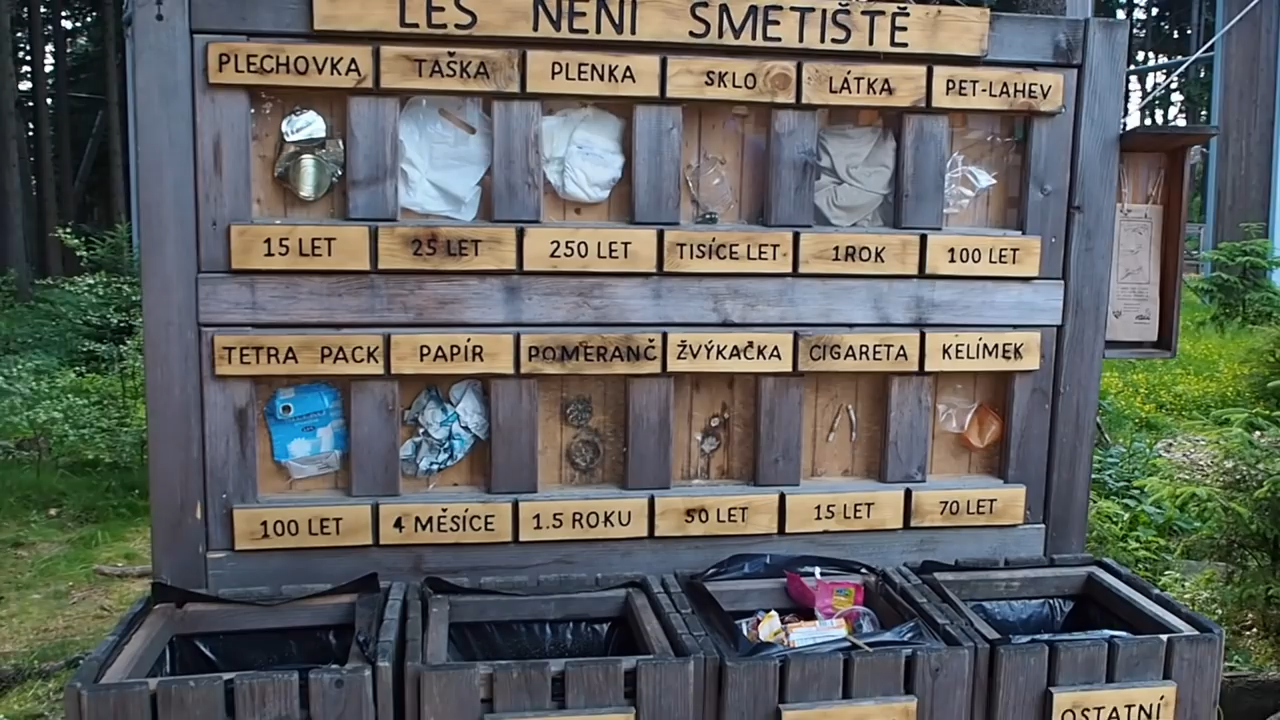 LES NENÍ SMETIŠTĚ
PLECHOVKA TAŠKA PLENKA SKLO LÁTKA PET-LAHEV
15 LET 25 LET 250 LET TISÍCE LET 1ROK 100 LET
TETRA PACK PAPÍR POMERANČ ŽVÝKAČKA CIGARETA KELÍMEK
100 LET 4 MĚSÍCE 1.5 ROKU 50 LET 15 LET 70 LET
OSTATNÍ